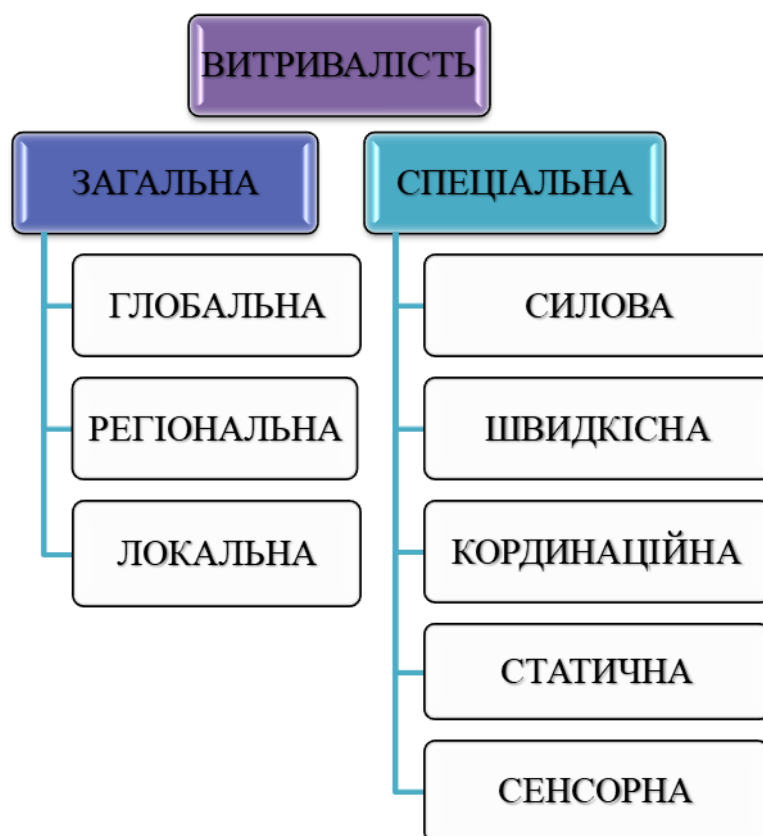 ВИТРИВАЛІСТЬ
ЗАГАЛЬНА
ГЛОБАЛЬНА
РЕГІОНАЛЬНА
ЛОКАЛЬНА
СПЕЦІАЛЬНА
СИЛОВА
ШВИДКІСНА
КОРДИНАЦІЙНА
СТАТИЧНА
СЕНСОРНА